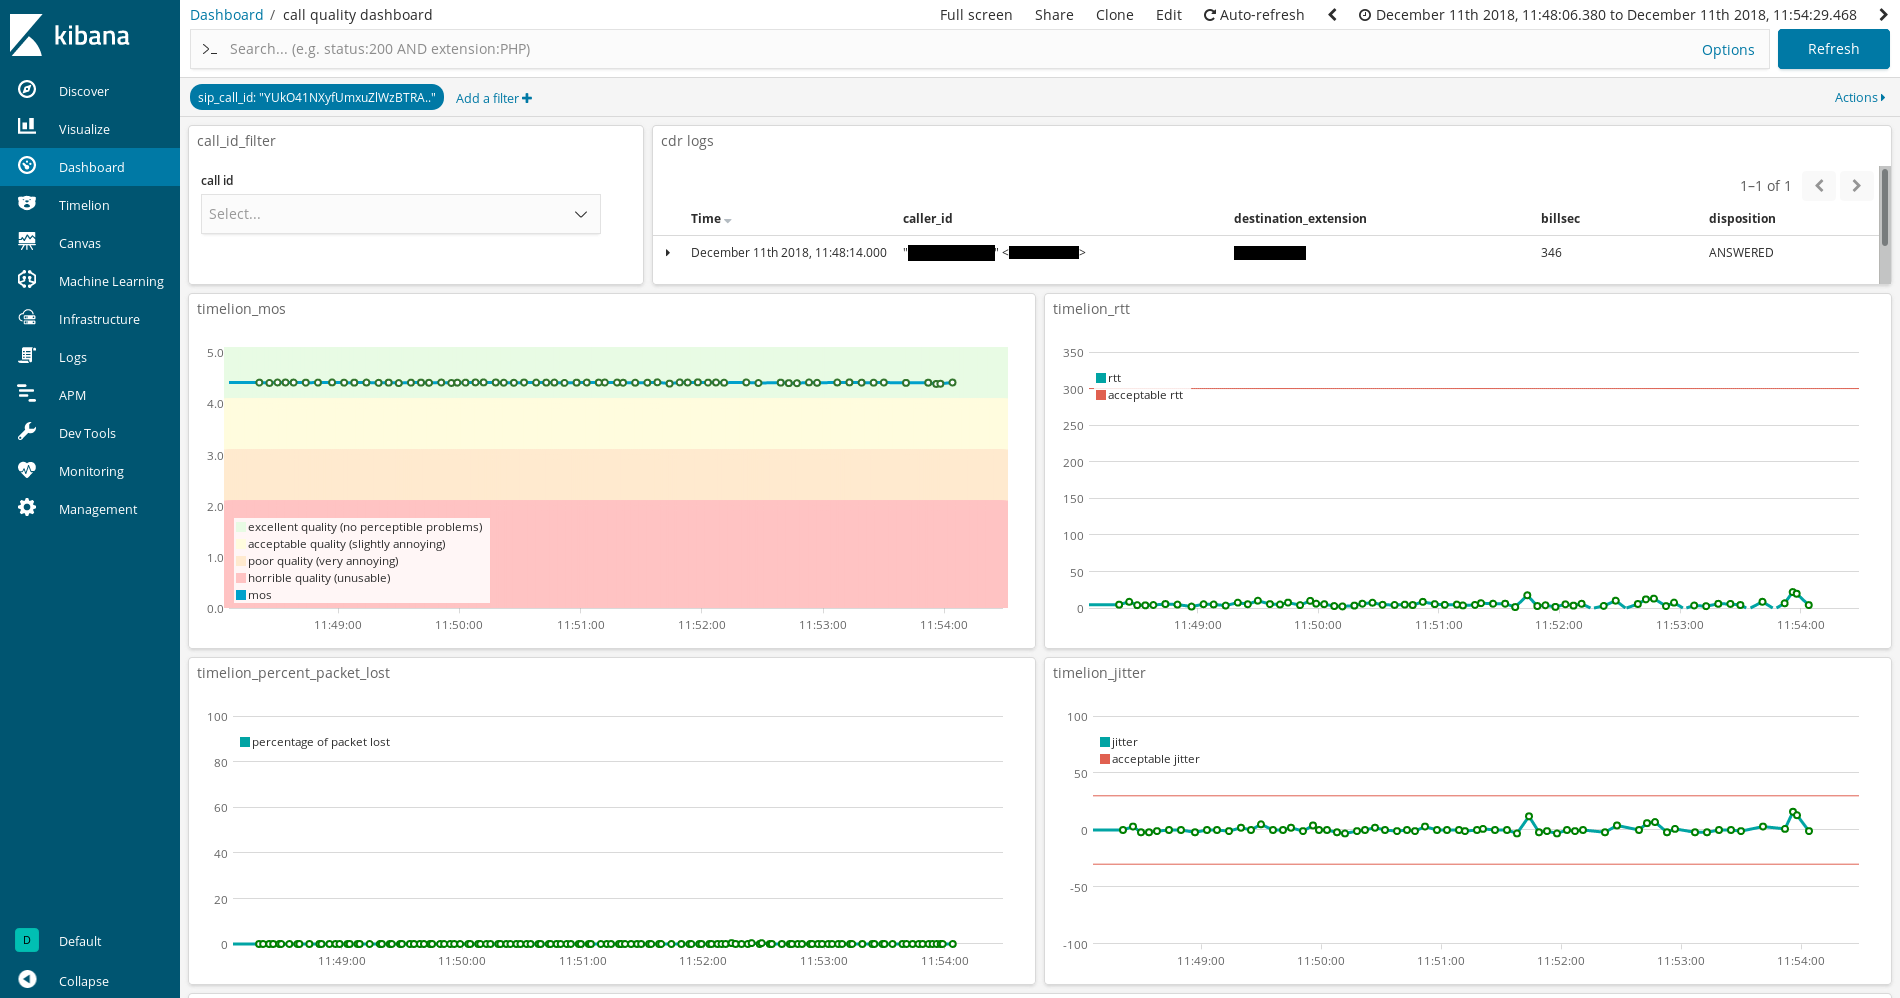 kibana
Discover
Visualize
Dashboard
Timelion
Canvas
Machine Learning
Infrastructure
Logs
APM
Dev Tools
Monitoring
Management
D Default
Collapse
Dashboard / call quality dashboard
Full screen Share Clone Edit Auto-refresh December 11th 2018, 11:48:06.380 to December 11th 2018, 11:54:29.468
>_ Search... (e.g. status:200 AND extension:PHP) Options Refresh
sip_call_id: "YUkO41NXyfUmxuZlWzBTRA.." Add a filter + Actions
call_id_filter
call id
Select...
cdr logs
1–1 of 1
Time caller_id destination_extension billsec disposition
December 11th 2018, 11:48:14.000 " " < > 346 ANSWERED
timelion_mos
5.0
4.0
3.0
2.0
1.0
0.0
excellent quality (no perceptible problems)
acceptable quality (slightly annoying)
poor quality (very annoying)
horrible quality (unusable)
mos
11:49:00 11:50:00 11:51:00 11:52:00 11:53:00 11:54:00
timelion_rtt
350
300
250
200
150
100
50
0
rtt
acceptable rtt
11:49:00 11:50:00 11:51:00 11:52:00 11:53:00 11:54:00
timelion_percent_packet_lost
100
80
60
40
20
0
percentage of packet lost
11:49:00 11:50:00 11:51:00 11:52:00 11:53:00 11:54:00
timelion_jitter
100
50
0
-50
-100
jitter
acceptable jitter
11:49:00 11:50:00 11:51:00 11:52:00 11:53:00 11:54:00